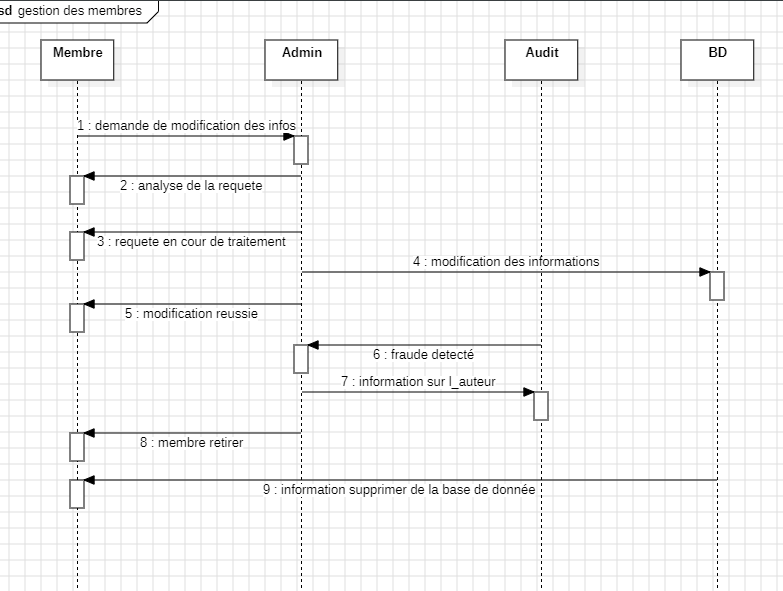 sd gestion des membres
Membre
Admin
Audit
BD
1 : demande de modification des infos
2 : analyse de la requete
3 : requete en cour de traitement
4 : modification des informations
5 : modification reussie
6 : fraude detecté
7 : information sur l_auteur
8 : membre retirer
9 : information supprimer de la base de donnée